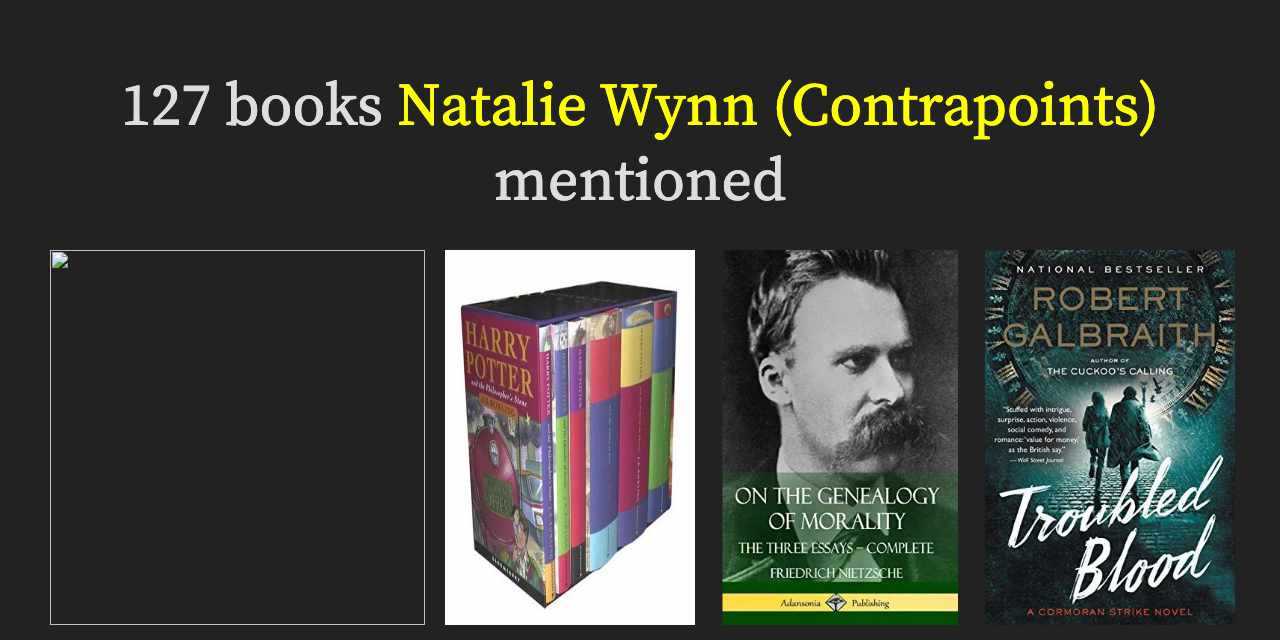 127 books Natalie Wynn (Contrapoints)
mentioned
HARRY
POTTER
and the Philosopher's Stone
J.K. ROWLING
BLOOMSBURY
ON THE GENEALOGY
OF MORALITY
THE THREE ESSAYS – COMPLETE
FRIEDRICH NIETZSCHE
Adansonia Publishing
NATIONAL BESTSELLER
ROBERT
GALBRAITH
AUTHOR OF
THE CUCKOO'S CALLING
"Stuffed with intrigue,
surprise, action, violence,
social comedy, and
romance: 'value for money,'
as the British say."
— Wall Street Journal
Troubled
Blood
A CORMORAN STRIKE NOVEL